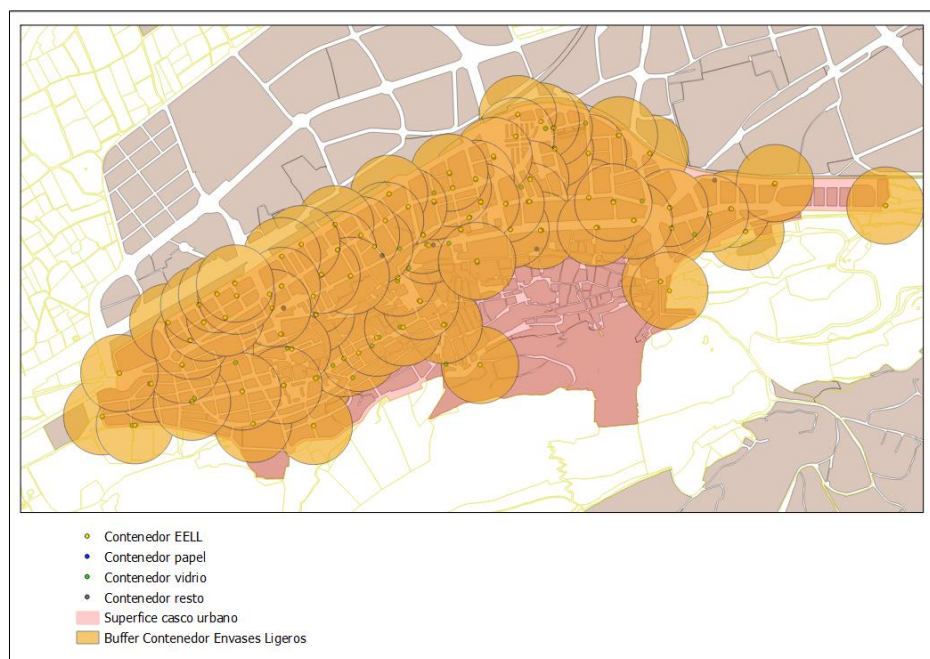 Contenedor EELL
Contenedor papel
Contenedor vidrio
Contenedor resto
Superfice casco urbano
Buffer Contenedor Envases Ligeros